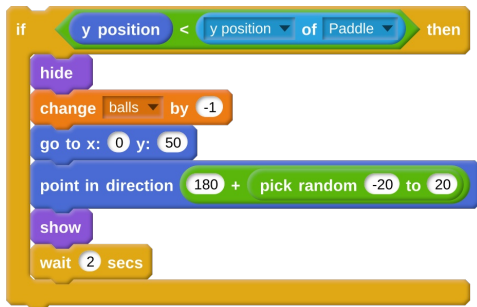 if y position < y position of Paddle then
hide
change balls by -1
go to x: 0 y: 50
point in direction 180 + pick random -20 to 20
show
wait 2 secs